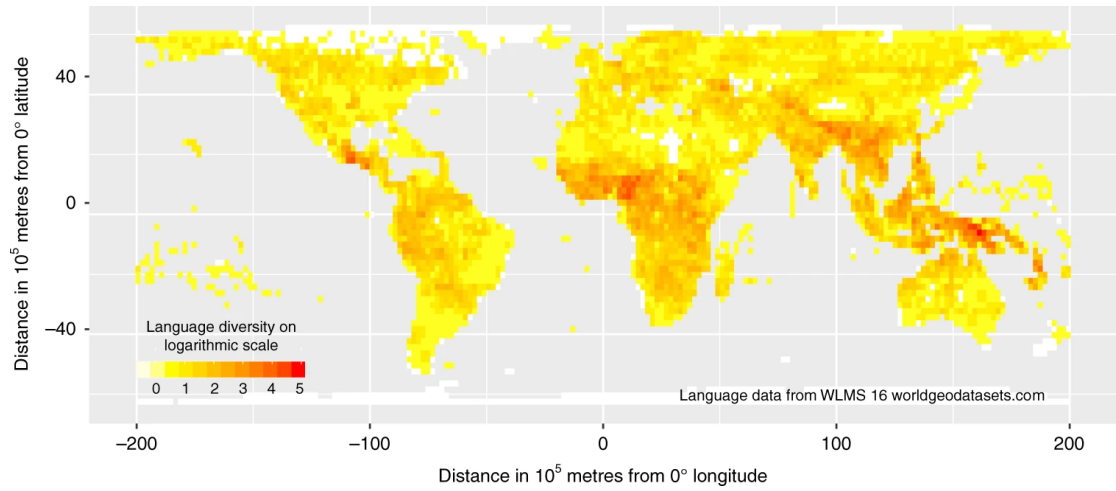 Distance in 10⁵ metres from 0° latitude
40
0
−40
Language diversity on
logarithmic scale
0 1 2 3 4 5
Language data from WLMS 16 worldgeodatasets.com
−200 −100 0 100 200
Distance in 10⁵ metres from 0° longitude